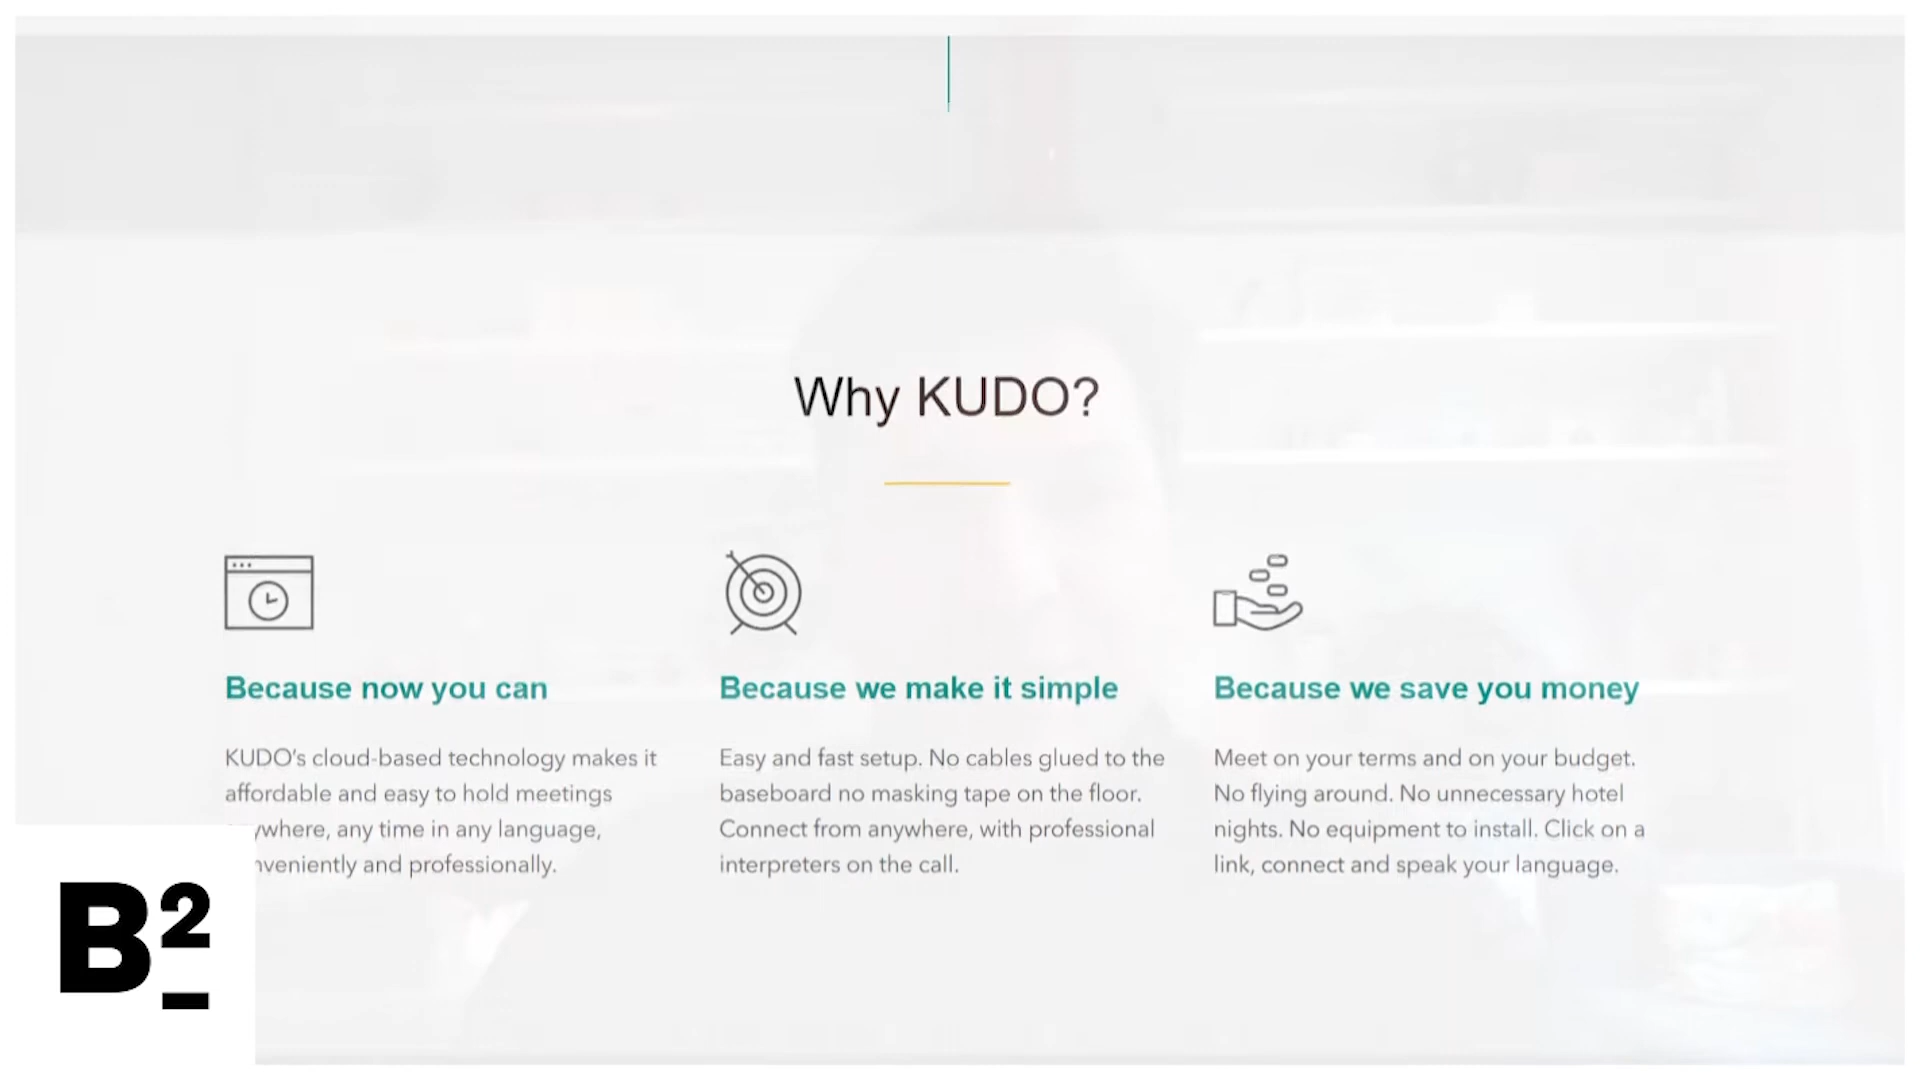 Why KUDO?
Because now you can
KUDO's cloud-based technology makes it
affordable and easy to hold meetings
any time in any language,
and professionally.
Because we make it simple
Easy and fast setup. No cables glued to the
baseboard no masking tape on the floor.
Connect from anywhere, with professional
interpreters on the call.
Because we save you money
Meet on your terms and on your budget.
No flying around. No unnecessary hotel
nights. No equipment to install. Click on a
link, connect and speak your language.
B2